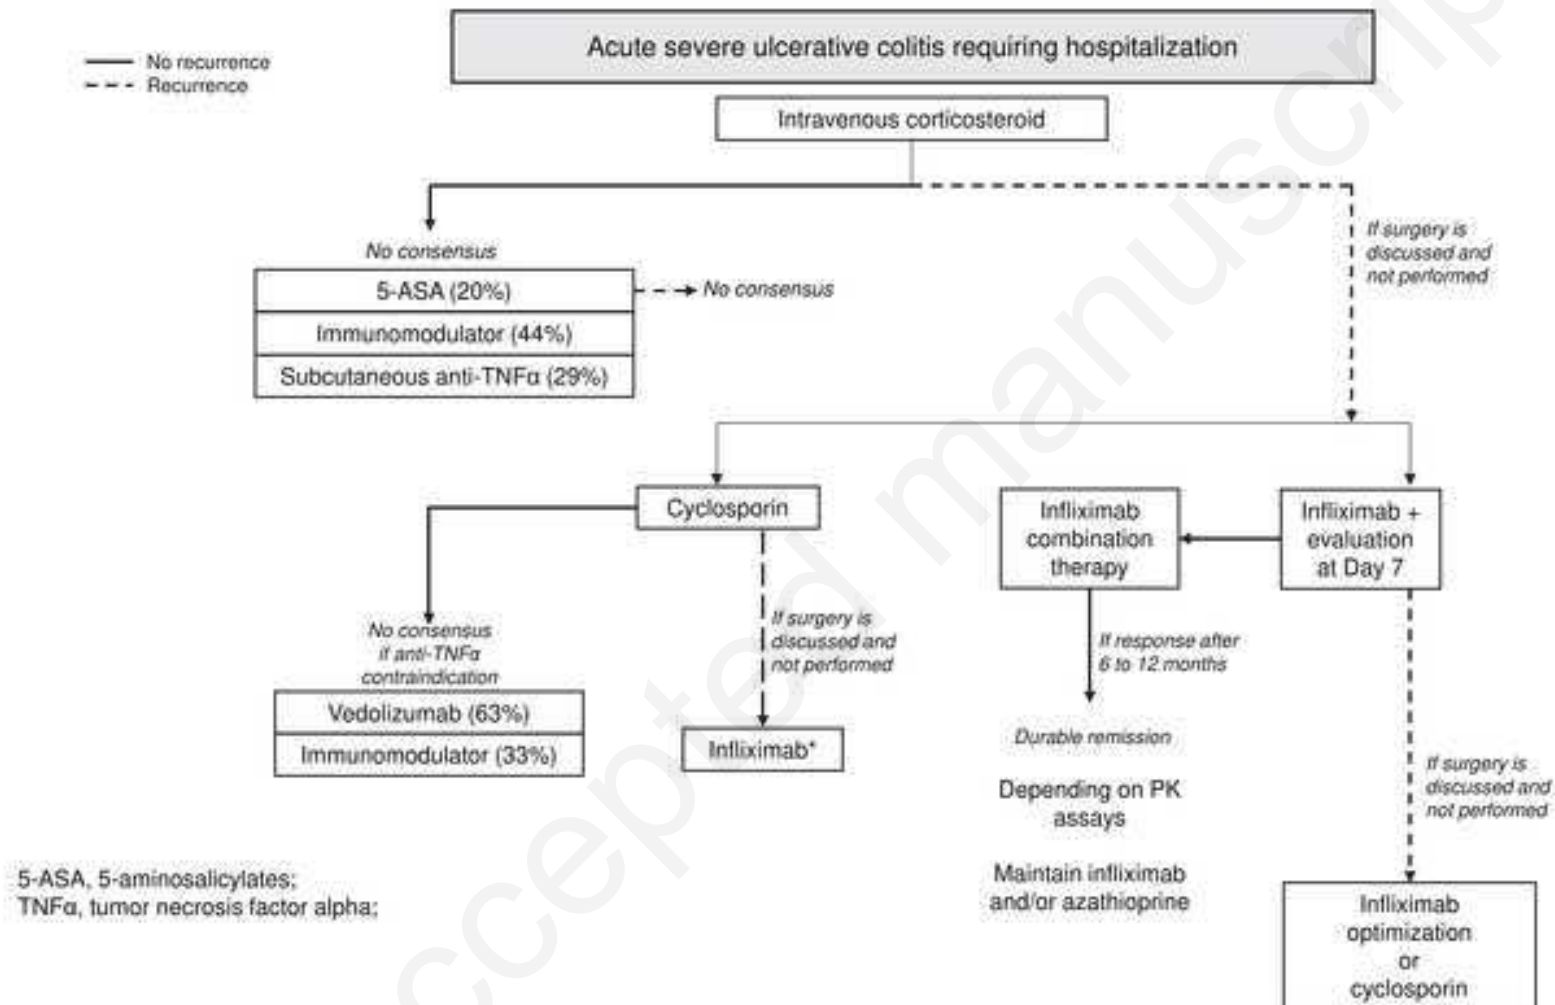 Acute severe ulcerative colitis requiring hospitalization
No recurrence
Recurrence
Intravenous corticosteroid
If surgery is
discussed and
not performed
No consensus
5-ASA (20%)
No consensus
Immunomodulator (44%)
Subcutaneous anti-TNFα (29%)
Cyclosporin
Infliximab
combination
therapy
Infliximab +
evaluation
at Day 7
No consensus
if anti-TNFα
contraindication
Vedolizumab (63%)
Immunomodulator (33%)
If surgery is
discussed and
not performed
Infliximab*
If response after
6 to 12 months
Durable remission
Depending on PK
assays
Maintain infliximab
and/or azathioprine
If surgery is
discussed and
not performed
Infliximab
optimization
or
cyclosporin
5-ASA, 5-aminosalicylates;
TNFα, tumor necrosis factor alpha;
ccepted manuscrip